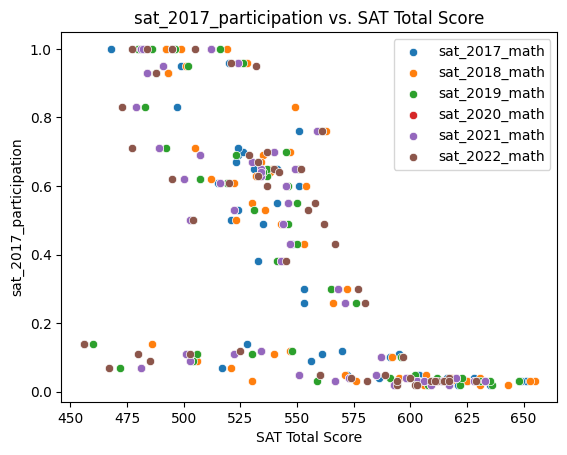 sat_2017_participation vs. SAT Total Score
sat_2017_math
sat_2018_math
sat_2019_math
sat_2020_math
sat_2021_math
sat_2022_math
sat_2017_participation
1.0
0.8
0.6
0.4
0.2
0.0
450
475
500
525
550
575
600
625
650
SAT Total Score